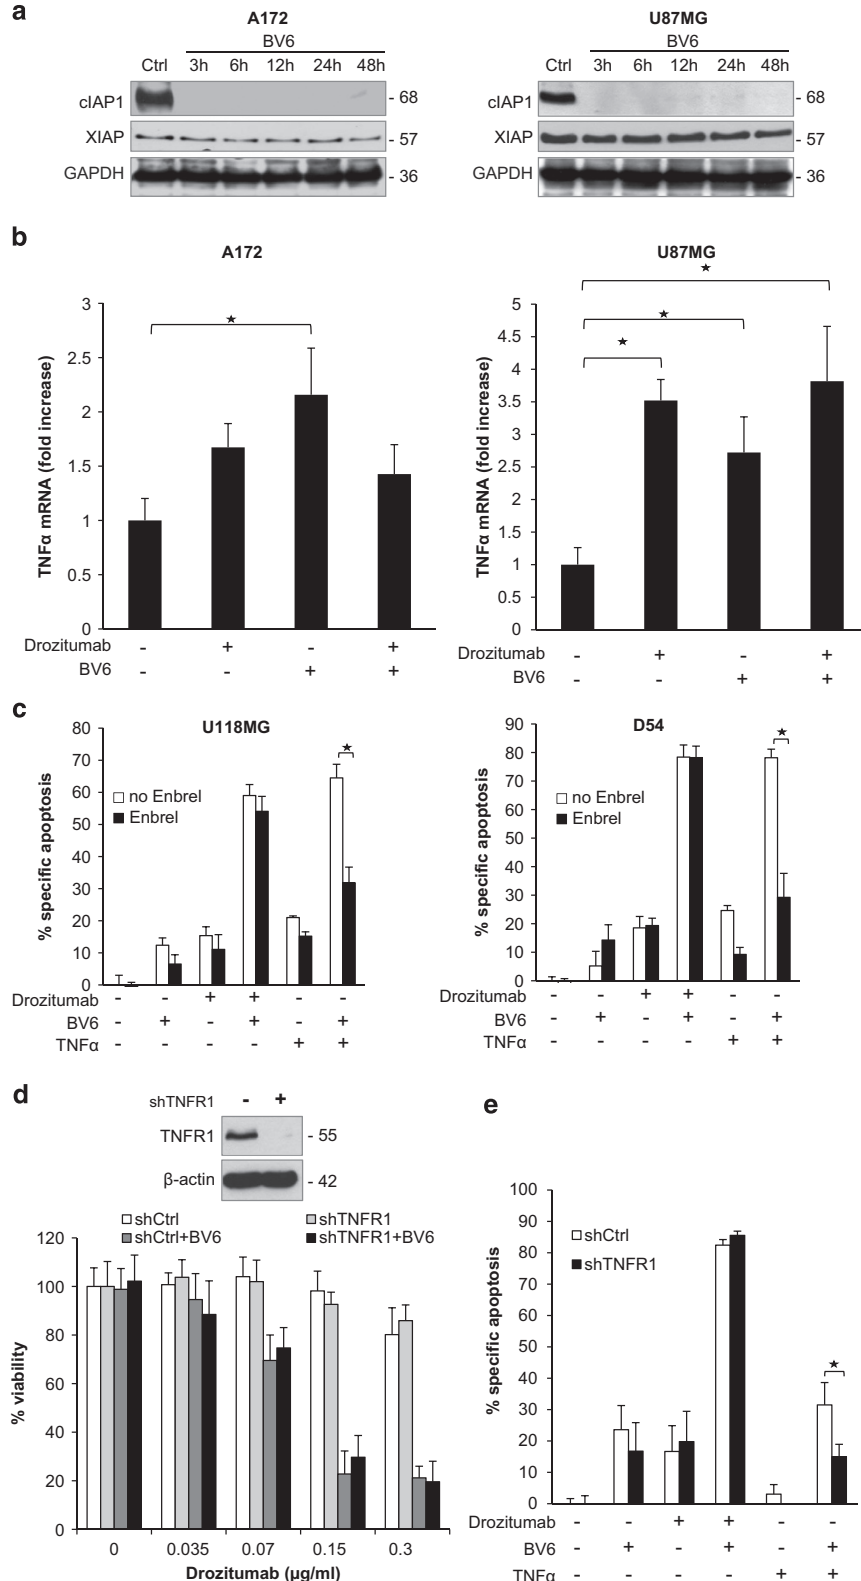 a
A172
BV6
Ctrl 3h 6h 12h 24h 48h
cIAP1 - 68
XIAP - 57
GAPDH - 36
U87MG
BV6
Ctrl 3h 6h 12h 24h 48h
cIAP1 - 68
XIAP - 57
GAPDH - 36
b
A172
TNFα mRNA (fold increase)
3
2.5
2
1.5
1
0.5
0
Drozitumab - + - +
BV6 - - + +
U87MG
TNFα mRNA (fold increase)
5
4.5
4
3.5
3
2.5
2
1.5
1
0.5
0
Drozitumab - + - +
BV6 - - + +
c
U118MG
% specific apoptosis
80
70
60
50
40
30
20
10
0
no Enbrel
Enbrel
Drozitumab - - + + - -
BV6 - + - + - +
TNFα - - - - + +
D54
% specific apoptosis
90
80
70
60
50
40
30
20
10
0
no Enbrel
Enbrel
Drozitumab - - + + - -
BV6 - + - + - +
TNFα - - - - + +
d
shTNFR1 - +
TNFR1 - 55
β-actin - 42
shCtrl shTNFR1
shCtrl+BV6 shTNFR1+BV6
% viability
120
100
80
60
40
20
0
0 0.035 0.07 0.15 0.3
Drozitumab (µg/ml)
e
% specific apoptosis
100
90
80
70
60
50
40
30
20
10
0
shCtrl
shTNFR1
Drozitumab - - + + - -
BV6 - + - + - +
TNFα - - - - + +